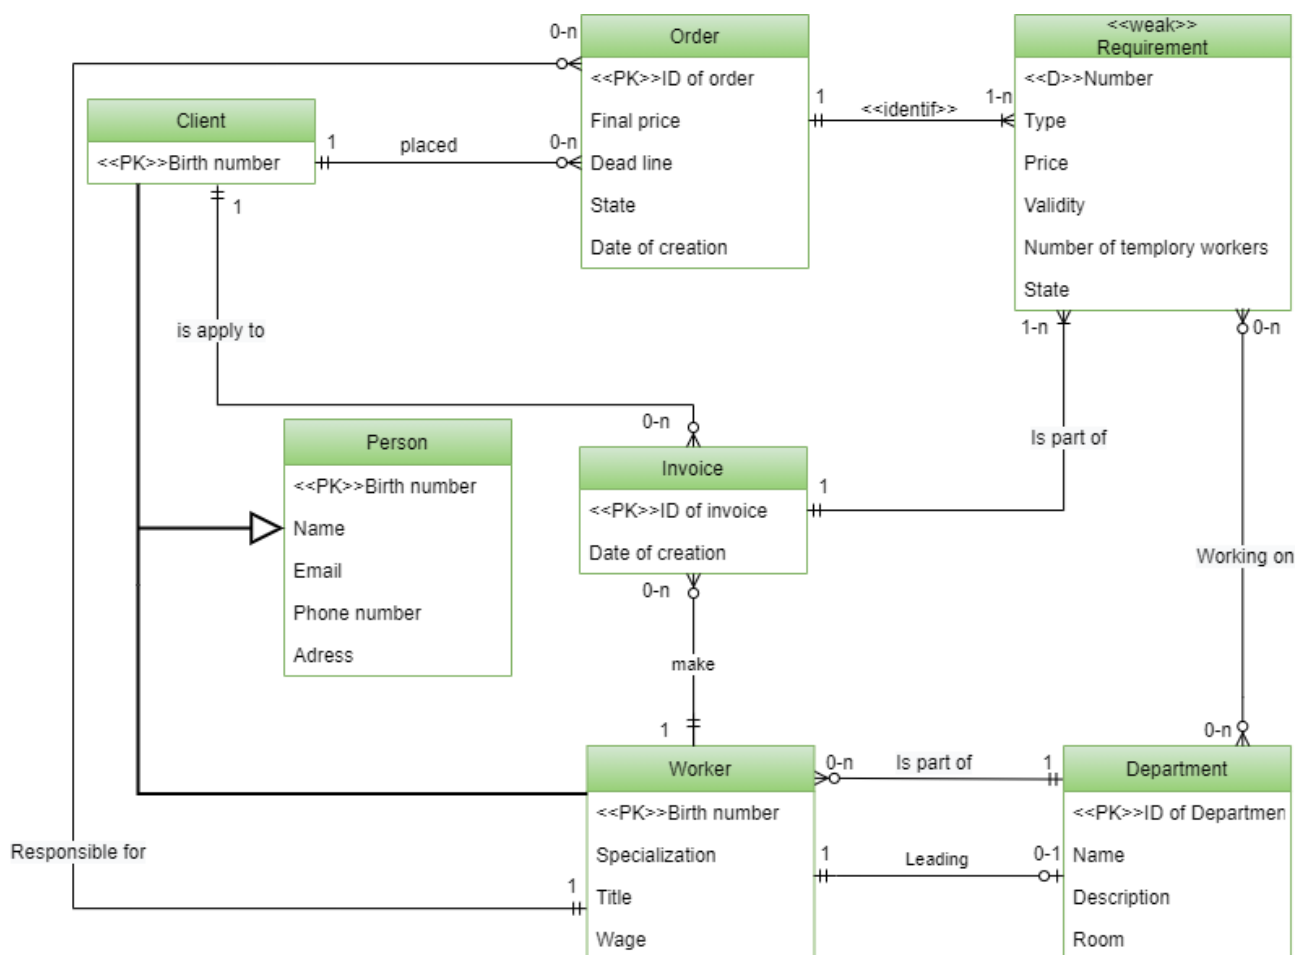 0-n
Order
<<PK>>ID of order
Final price
Dead line
State
Date of creation
<<weak>>
Requirement
<<D>>Number
Type
Price
Validity
Number of templory workers
State
1
<<identif>>
1-n
Client
<<PK>>Birth number
1
placed
0-n
1
is apply to
0-n
1-n
0-n
Is part of
Person
<<PK>>Birth number
Name
Email
Phone number
Adress
Invoice
<<PK>>ID of invoice
Date of creation
1
0-n
make
1
Working on
0-n
Worker
<<PK>>Birth number
Specialization
Title
Wage
0-n
Is part of
1
1
Leading
0-1
Department
<<PK>>ID of Departmen
Name
Description
Room
Responsible for
1